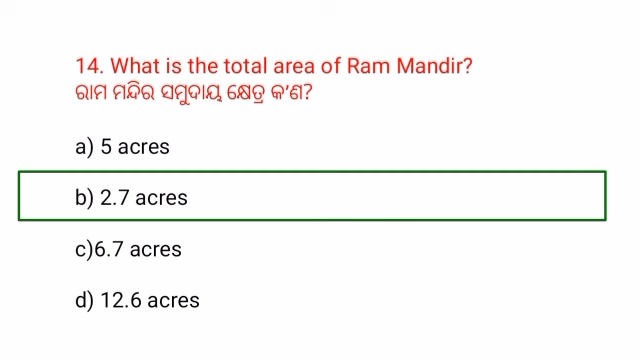 14. What is the total area of Ram Mandir?
ରାମ ମନ୍ଦିର ସମୁଦାୟ କ୍ଷେତ୍ର କ'ଣ?
a) 5 acres
b) 2.7 acres
c)6.7 acres
d) 12.6 acres